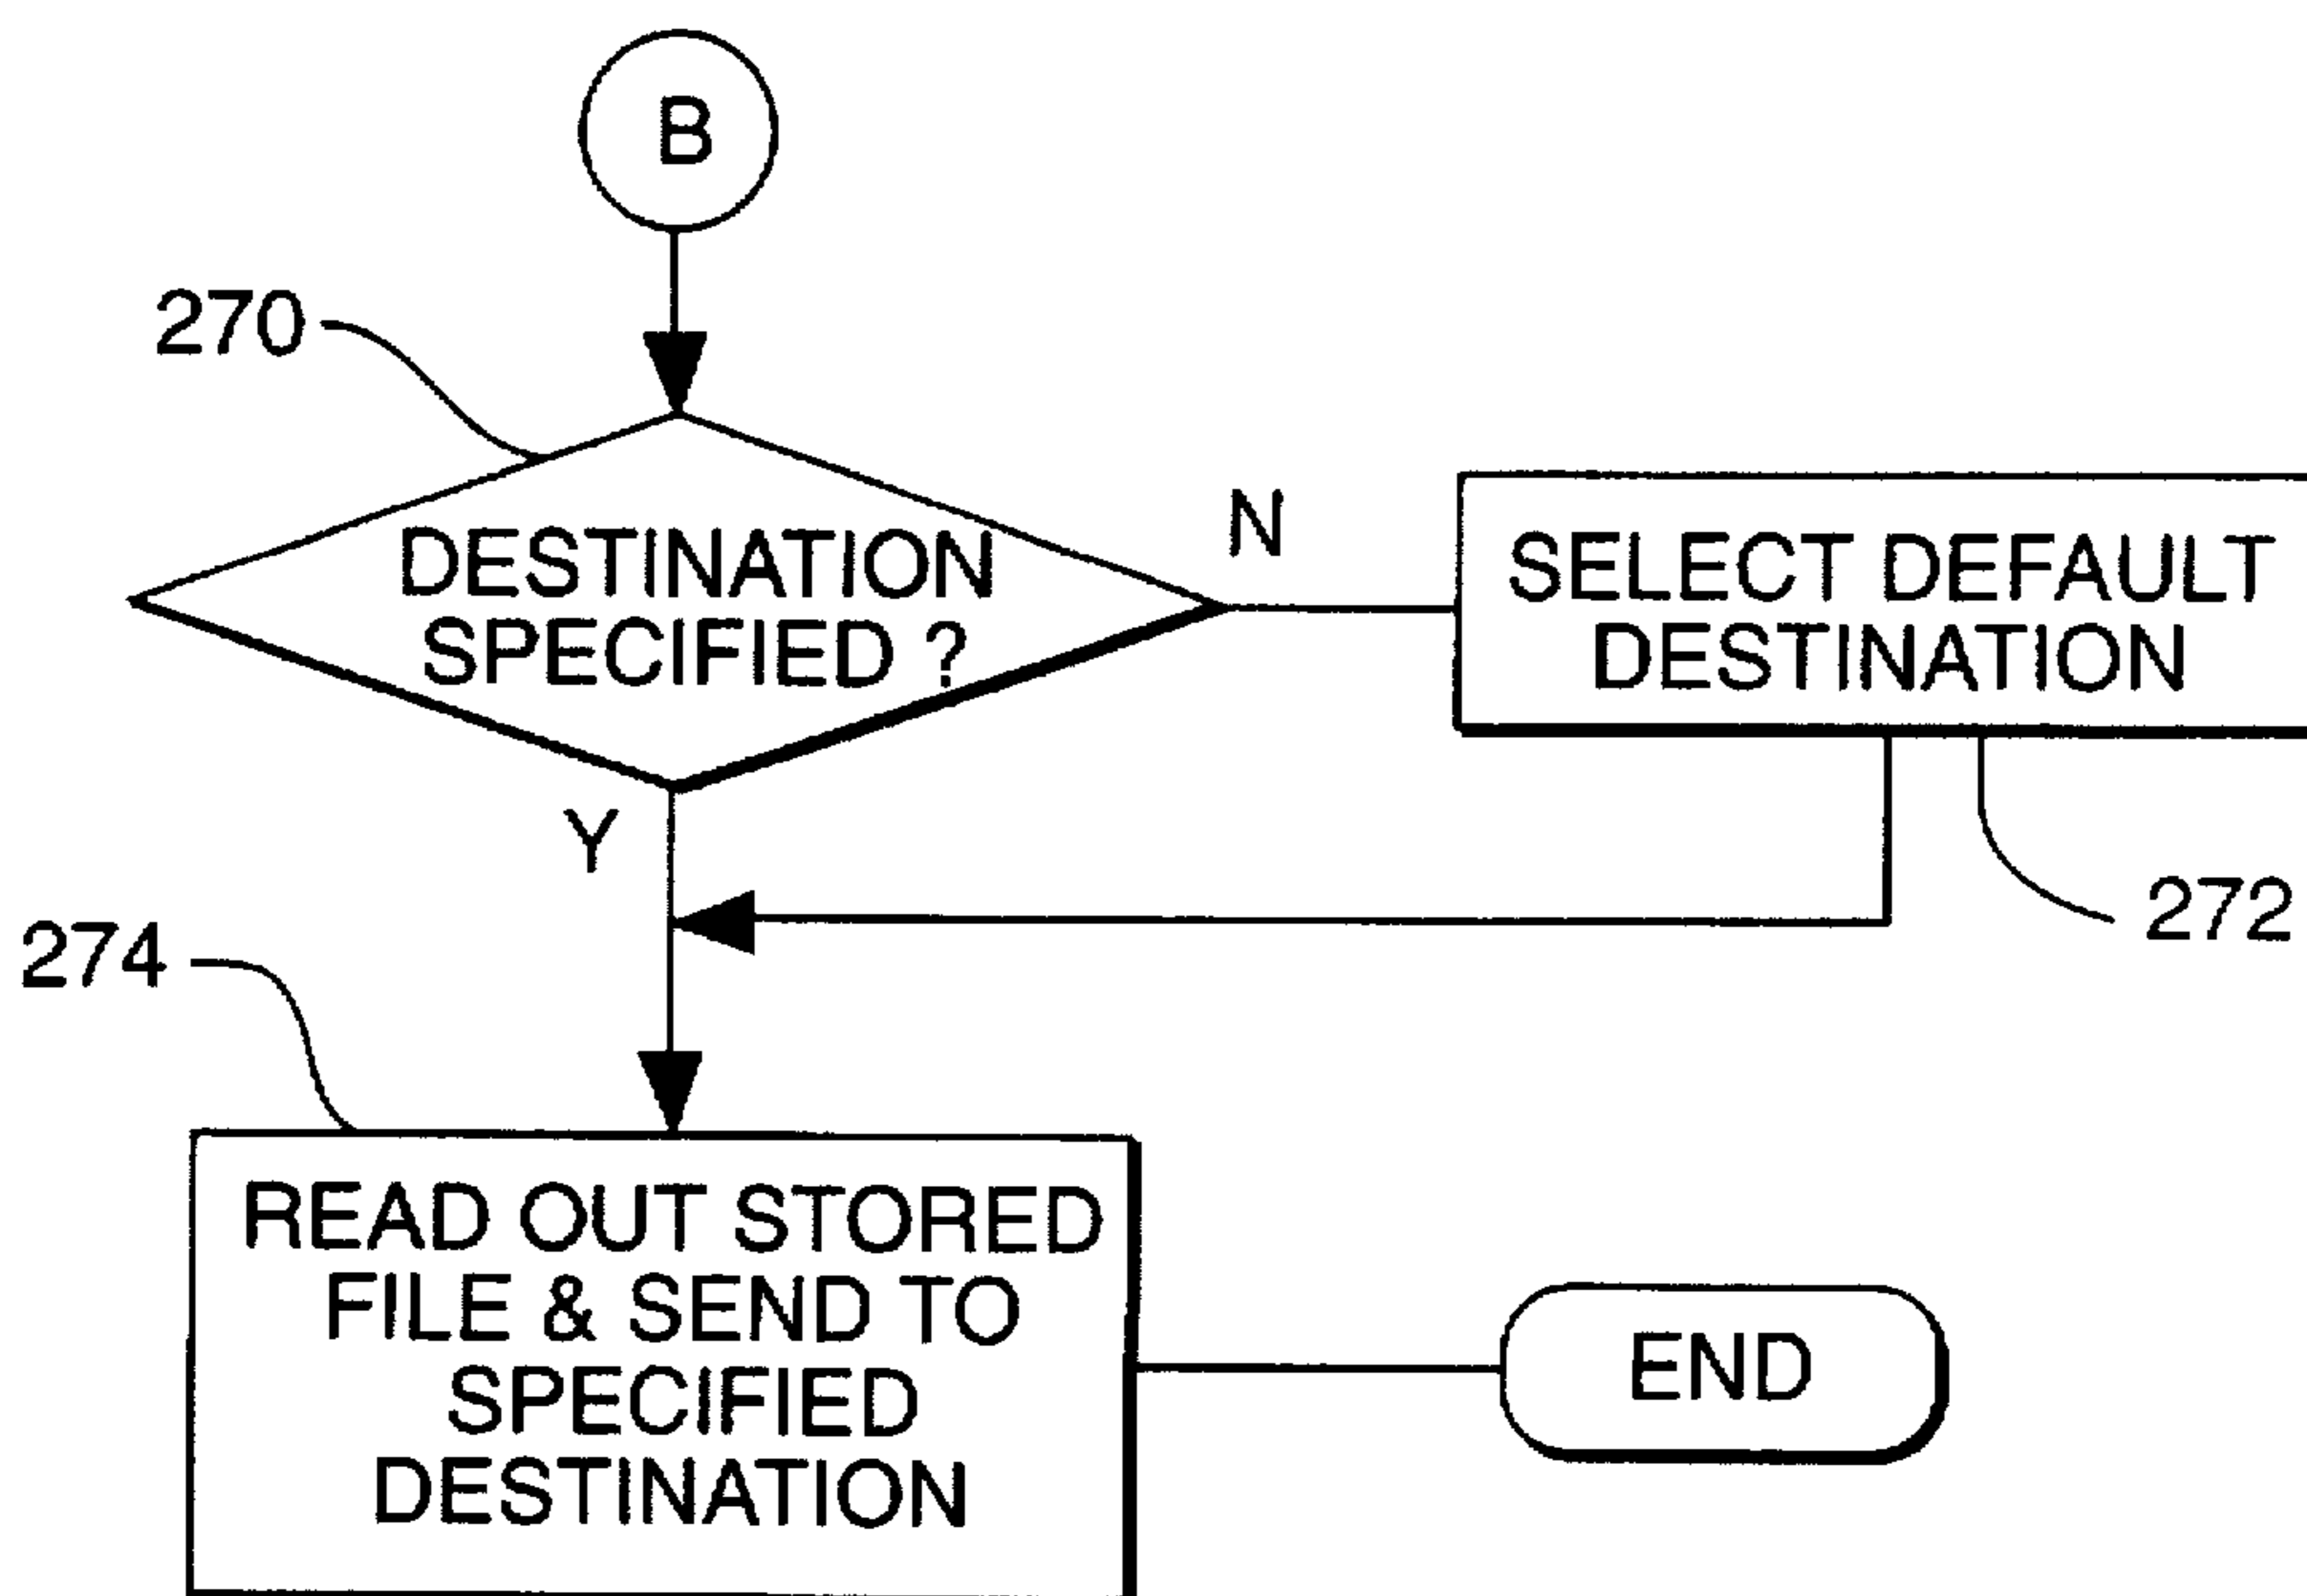 B
270
DESTINATION
SPECIFIED ?
N
SELECT DEFAULT
DESTINATION
Y
272
274
READ OUT STORED
FILE & SEND TO
SPECIFIED
DESTINATION
END